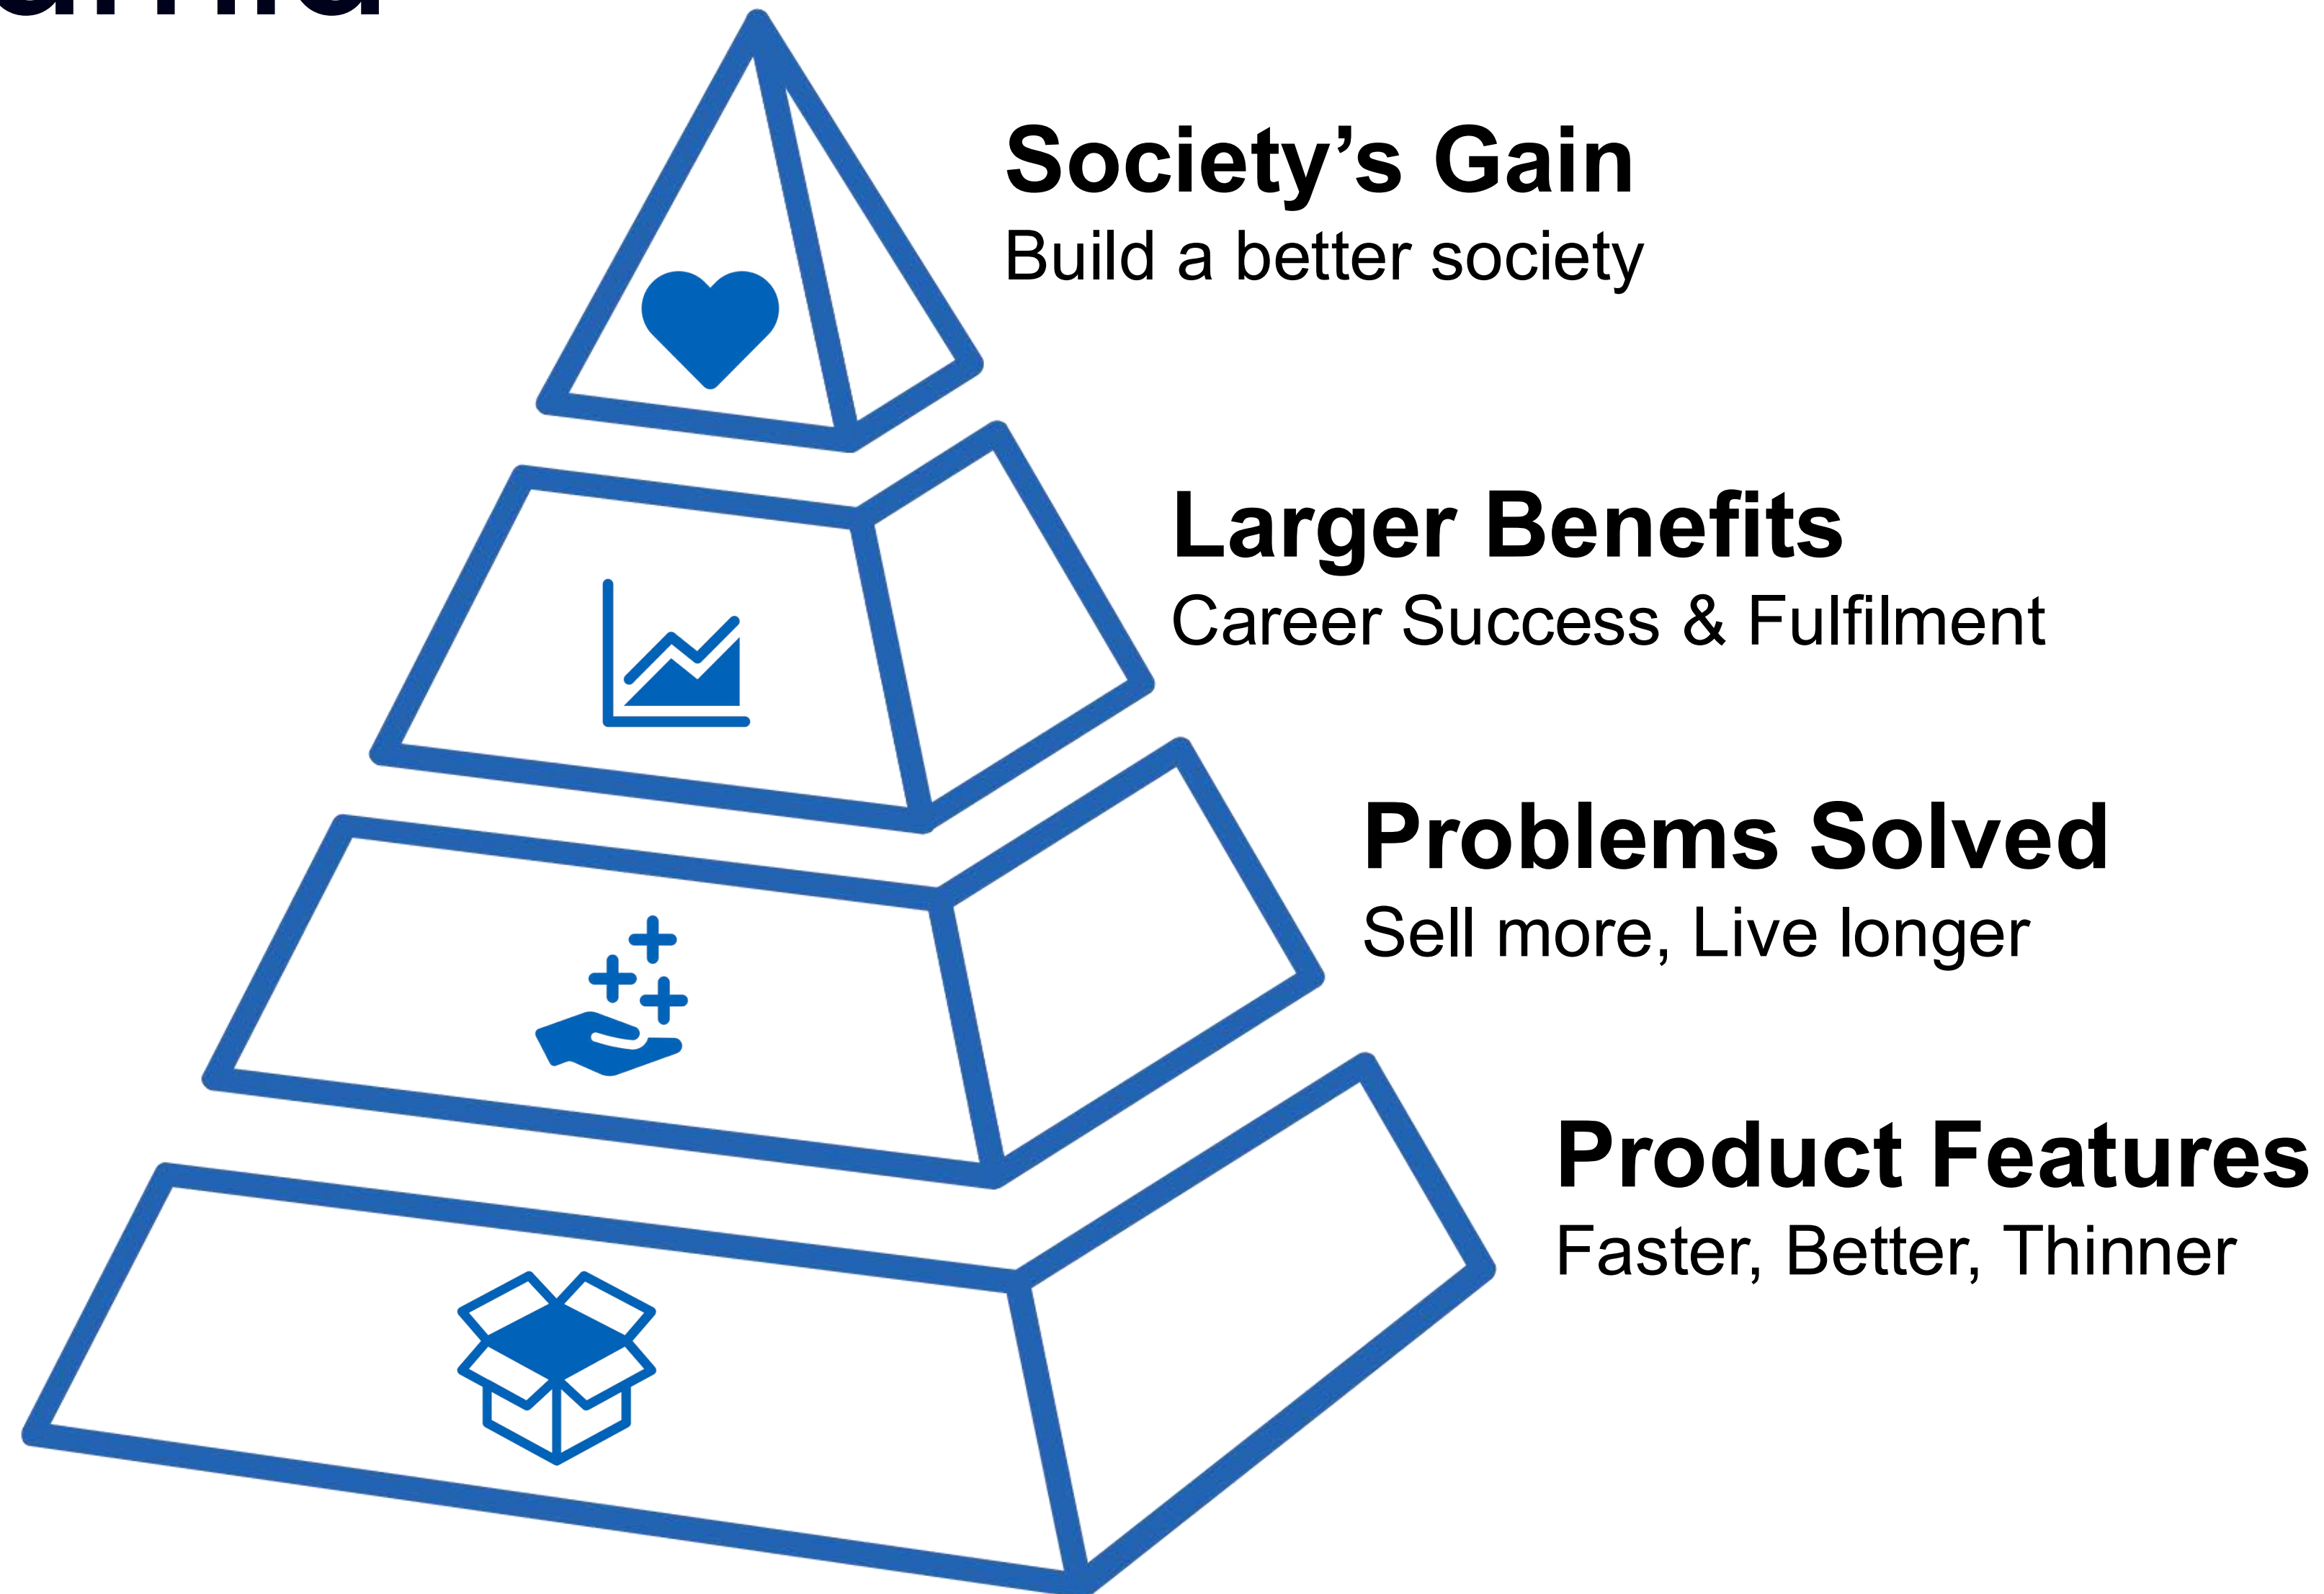 Society’s Gain
Build a better society
Larger Benefits
Career Success & Fulfilment
Problems Solved
Sell more, Live longer
Product Features
Faster, Better, Thinner